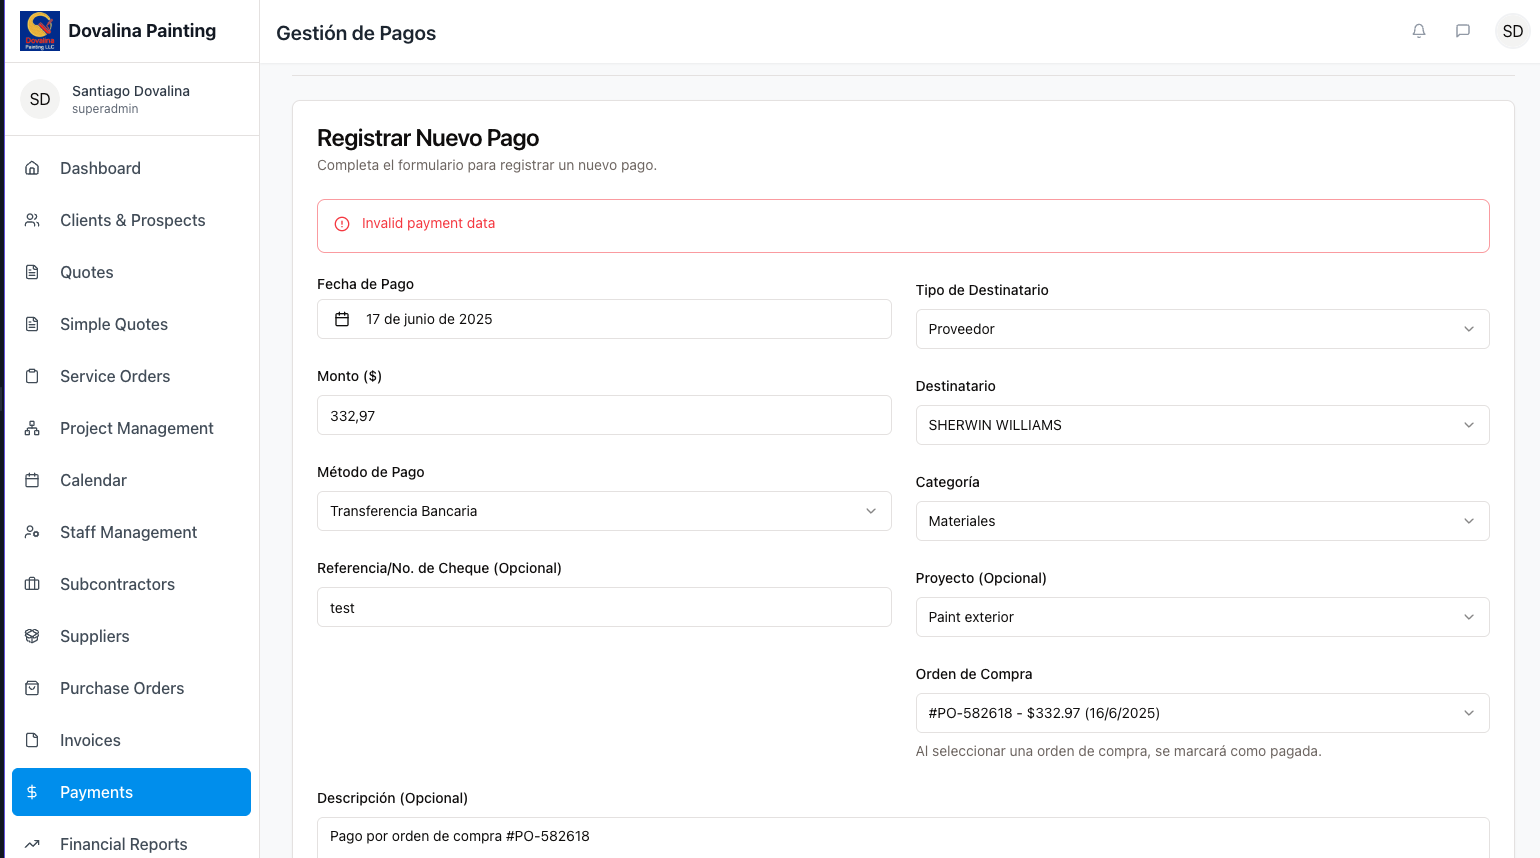 Dovalina
Painting LLC
Dovalina Painting
SD
Santiago Dovalina
superadmin
Dashboard
Clients & Prospects
Quotes
Simple Quotes
Service Orders
Project Management
Calendar
Staff Management
Subcontractors
Suppliers
Purchase Orders
Invoices
Payments
Financial Reports
Gestión de Pagos
SD
Registrar Nuevo Pago
Completa el formulario para registrar un nuevo pago.
Invalid payment data
Fecha de Pago
17 de junio de 2025
Monto ($)
332,97
Método de Pago
Transferencia Bancaria
Referencia/No. de Cheque (Opcional)
test
Tipo de Destinatario
Proveedor
Destinatario
SHERWIN WILLIAMS
Categoría
Materiales
Proyecto (Opcional)
Paint exterior
Orden de Compra
#PO-582618 - $332.97 (16/6/2025)
Al seleccionar una orden de compra, se marcará como pagada.
Descripción (Opcional)
Pago por orden de compra #PO-582618